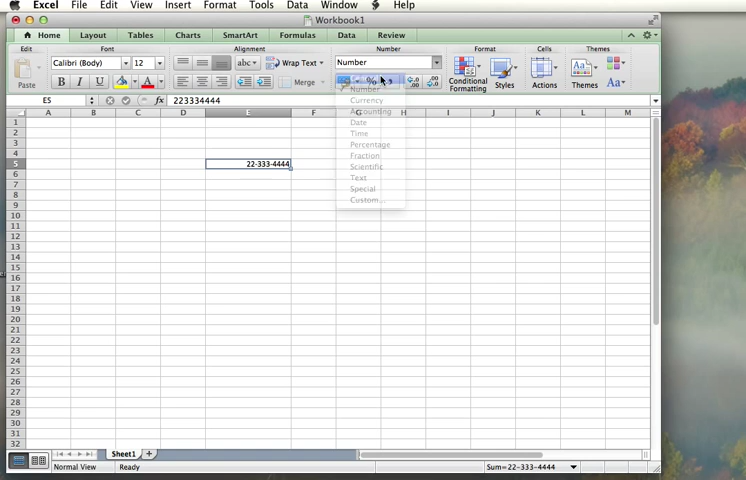 Excel File Edit View Insert Format Tools Data Window Help
Workbook1
Home Layout Tables Charts SmartArt Formulas Data Review
Edit Font Alignment Number Format Cells Themes
Calibri (Body) 12 abc Wrap Text Number
Paste B I U A Merge % Conditional Formatting Styles Actions Themes Aa
Number
Currency
Accounting
Date
Time
Percentage
Fraction
Scientific
Text
Special
Custom...
E5 fx 223334444
A B C D E F G H I J K L M
1
2
3
4
5 22-333-4444
6
7
8
9
10
11
12
13
14
15
16
17
18
19
20
21
22
23
24
25
26
27
28
29
30
31
32
Sheet1
Normal View Ready Sum=22-333-4444